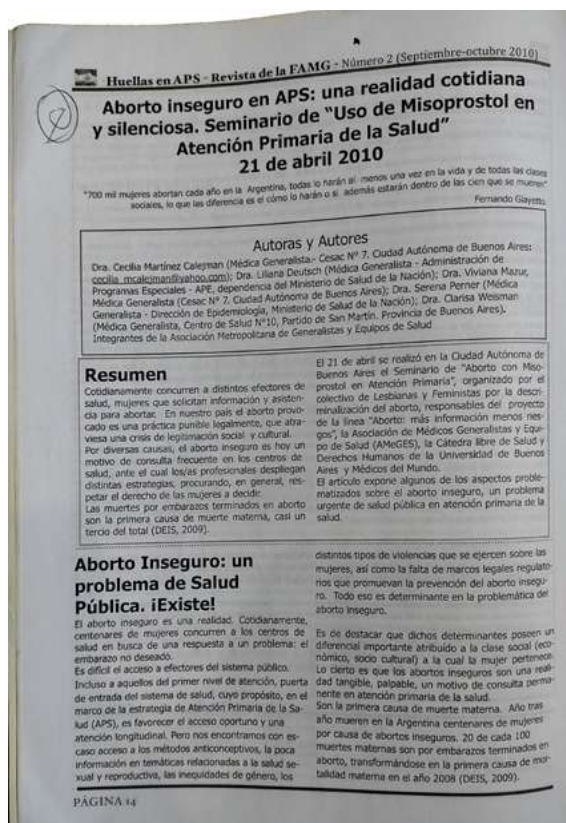 Huellas en APS - Revista de la FAMG - Número 2 (Septiembre-octubre 2010)
Aborto inseguro en APS: una realidad cotidiana
y silenciosa. Seminario de “Uso de Misoprostol en
Atención Primaria de la Salud”
21 de abril 2010
"700 mil mujeres abortan cada año en la Argentina, todas lo harán al menos una vez en la vida y de todas las clases
sociales, lo que las diferencia es el cómo lo harán o si además estarán dentro de las cien que se mueren"
Fernando
Autoras y Autores
Dra. Cecilia Martínez Calejman (Médica Generalista.- Cesac Nº 7. Ciudad Autónoma de Buenos Aires:
cecilia_mcalejman@yahoo.com); Dra. Liliana Deutsch (Médica Generalista - Administración de
Programas Especiales - APE, dependencia del Ministerio de Salud de la Nación); Dra. Viviana Mazur,
Médica Generalista (Cesac Nº 7. Ciudad Autónoma de Buenos Aires); Dra. Serena Perner (Médica
Generalista - Dirección de Epidemiología, Ministerio de Salud de la Nación); Dra. Clarisa Weisman
(Médica Generalista, Centro de Salud Nº10, Partido de San Martín. Provincia de Buenos Aires).
Integrantes de la Asociación Metropolitana de Generalistas y Equipos de Salud
Resumen
Cotidianamente concurren a distintos efectores de
salud, mujeres que solicitan información y asisten-
cia para abortar. En nuestro país el aborto provo-
cado es una práctica punible legalmente, que atra-
viesa una crisis de legitimación social y cultural.
Por diversas causas, el aborto inseguro es hoy un
motivo de consulta frecuente en los centros de
salud, ante el cual los/as profesionales despliegan
distintas estrategias, procurando, en general, res-
petar el derecho de las mujeres a decidir.
Las muertes por embarazos terminados en aborto
son la primera causa de muerte materna, casi un
tercio del total (DEIS, 2009).
El 21 de abril se realizó en la Ciudad Autónoma de
Buenos Aires el Seminario de “Aborto con Miso-
prostol en Atención Primaria”, organizado por el
colectivo de Lesbianas y Feministas por la descri-
minalización del aborto, responsables del proyecto
de la línea “Aborto: más información menos ries-
gos”, la Asociación de Médicos Generalistas y Equi-
po de Salud (AMeGES), la Cátedra libre de Salud y
Derechos Humanos de la Universidad de Buenos
Aires y Médicos del Mundo.
El artículo expone algunos de los aspectos proble-
matizados sobre el aborto inseguro, un problema
urgente de salud pública en atención primaria de la
salud.
Aborto Inseguro: un
problema de Salud
Pública. ¡Existe!
El aborto inseguro es una realidad. Cotidianamente,
centenares de mujeres concurren a los centros de
salud en busca de una respuesta a un problema: el
embarazo no deseado.
Es difícil el acceso a efectores del sistema público.
Incluso a aquellos del primer nivel de atención, puerta
de entrada del sistema de salud, cuyo propósito, en el
marco de la estrategia de Atención Primaria de la Sa-
lud (APS), es favorecer el acceso oportuno y una
atención longitudinal. Pero nos encontramos con es-
caso acceso a los métodos anticonceptivos, la poca
información en temáticas relacionadas a la salud se-
xual y reproductiva, las inequidades de género, los
distintos tipos de violencias que se ejercen sobre las
mujeres, así como la falta de marcos legales regulato-
rios que promuevan la prevención del aborto insegu-
ro. Todo eso es determinante en la problemática del
aborto inseguro.
Es de destacar que dichos determinantes poseen un
diferencial importante atribuido a la clase social (eco-
nómico, socio cultural) a la cual la mujer pertenece.
Lo cierto es que los abortos inseguros son una reali-
dad tangible, palpable, un motivo de consulta perma-
nente en atención primaria de la salud.
Son la primera causa de muerte materna. Año tras
año mueren en la Argentina centenares de mujeres
por causa de abortos inseguros. 20 de cada 100
muertes maternas son por embarazos terminados en
aborto, transformándose en la primera causa de mor-
talidad materna en el año 2008 (DEIS, 2009).
PÁGINA 14